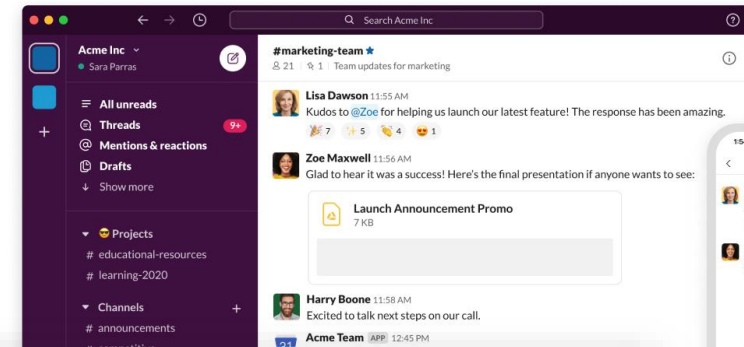 Search Acme Inc
Acme Inc
Sara Parras
All unreads
Threads 9+
Mentions & reactions
Drafts
Show more
Projects
# educational-resources
# learning-2020
Channels +
# announcements
#marketing-team
21 | 1 | Team updates for marketing
Lisa Dawson 11:55 AM
Kudos to @Zoe for helping us launch our latest feature! The response has been amazing.
7 5 4 1
Zoe Maxwell 11:56 AM
Glad to hear it was a success! Here's the final presentation if anyone wants to see:
Launch Announcement Promo
7 KB
Harry Boone 11:58 AM
Excited to talk next steps on our call.
Acme Team APP 12:45 PM
31